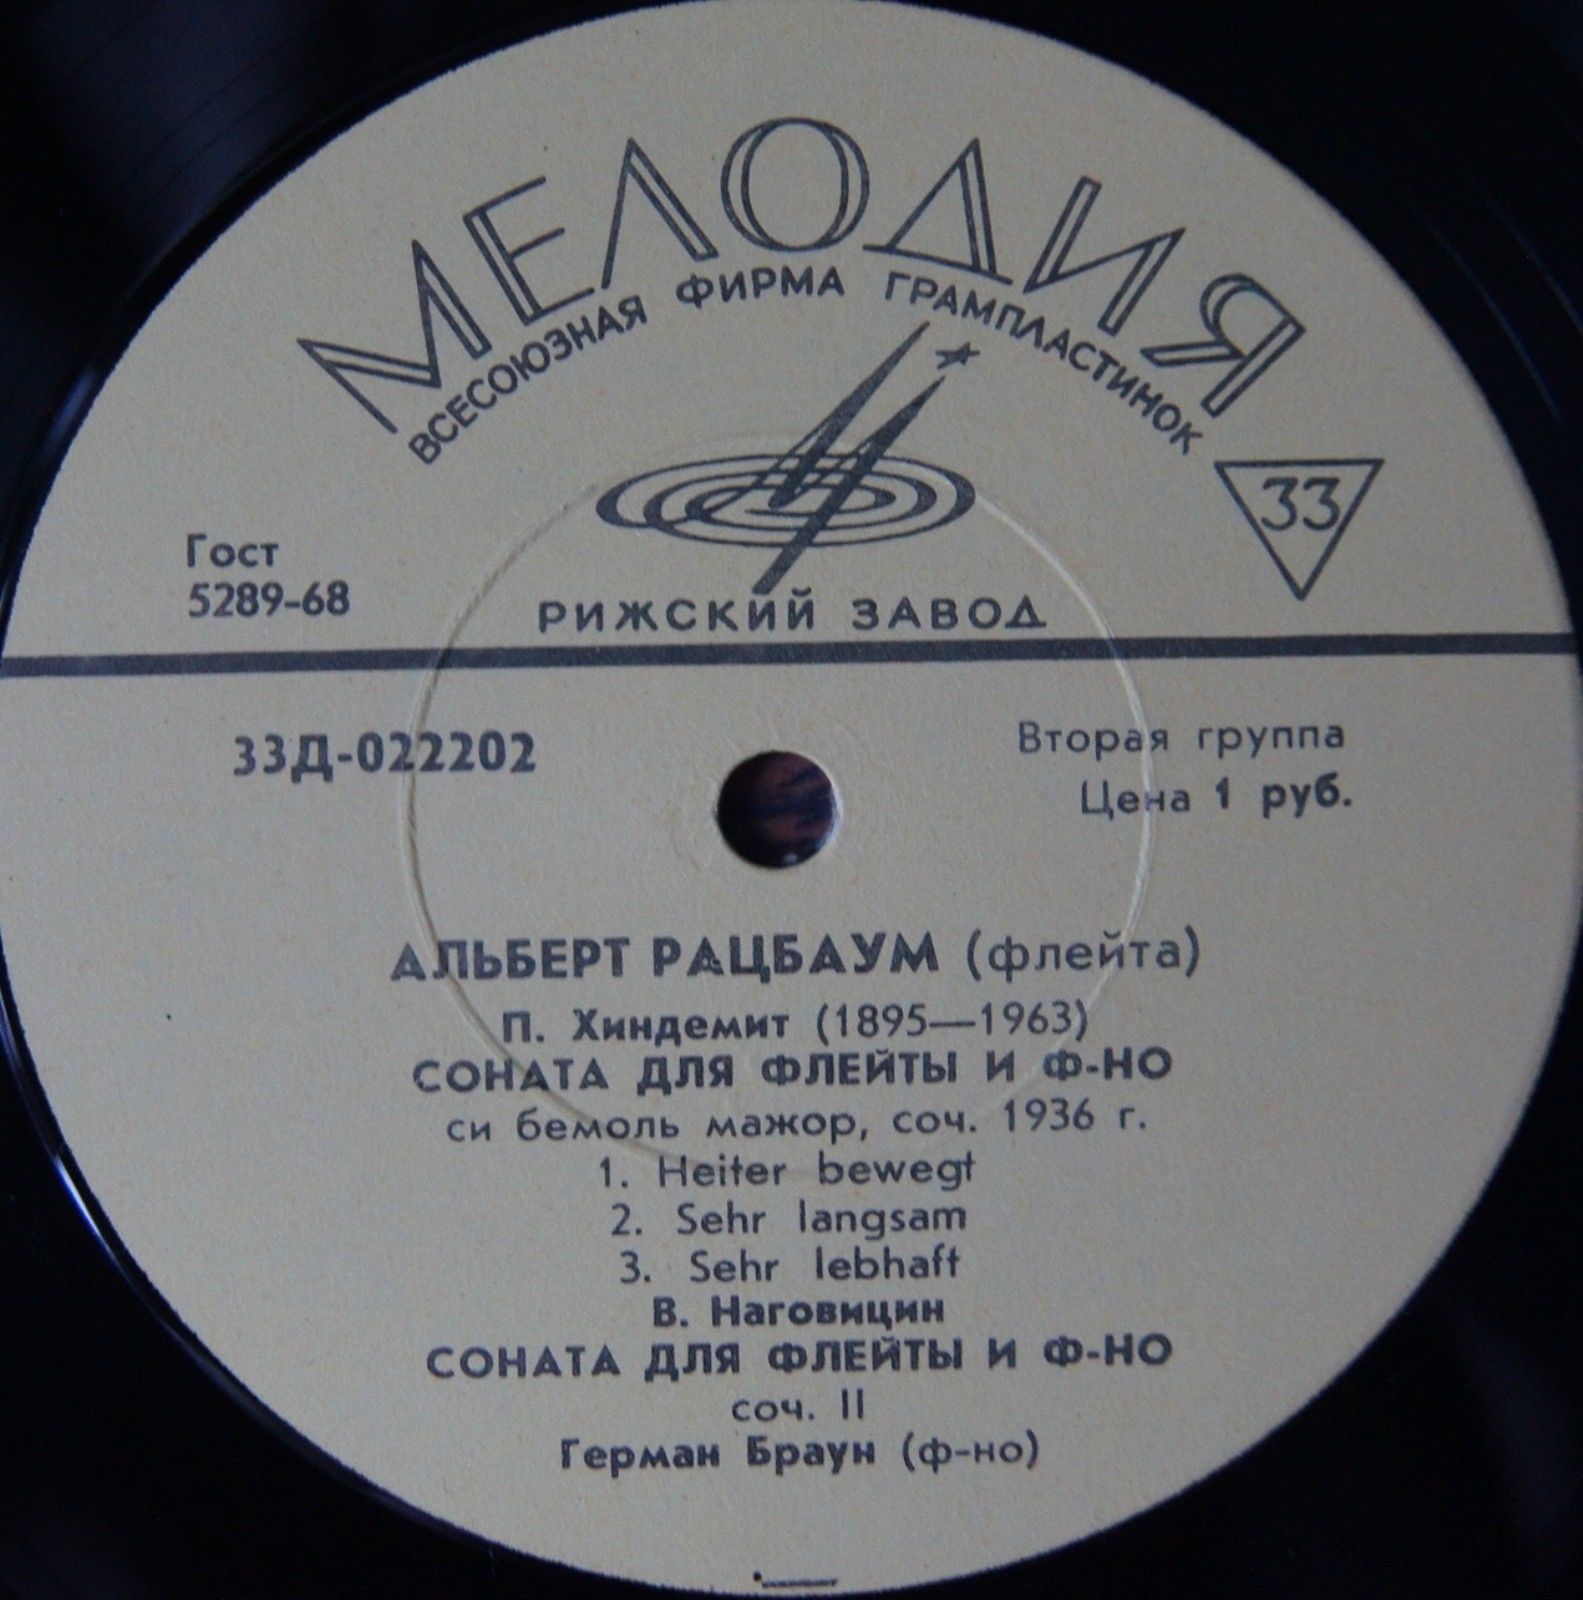 МЕЛОДИЯ
ВСЕСОЮЗНАЯ ФИРМА ГРАМПЛАСТИНОК
33
Гост
5289-68
РИЖСКИЙ ЗАВОД
33Д-022202
Вторая группа
Цена 1 руб.
АЛЬБЕРТ РАЦБАУМ (флейта)
П. Хиндемит (1895—1963)
СОНАТА ДЛЯ ФЛЕЙТЫ И Ф-НО
си бемоль мажор, соч. 1936 г.
1. Heiter bewegt
2. Sehr langsam
3. Sehr lebhaft
В. Наговицин
СОНАТА ДЛЯ ФЛЕЙТЫ И Ф-НО
соч. II
Герман Браун (ф-но)